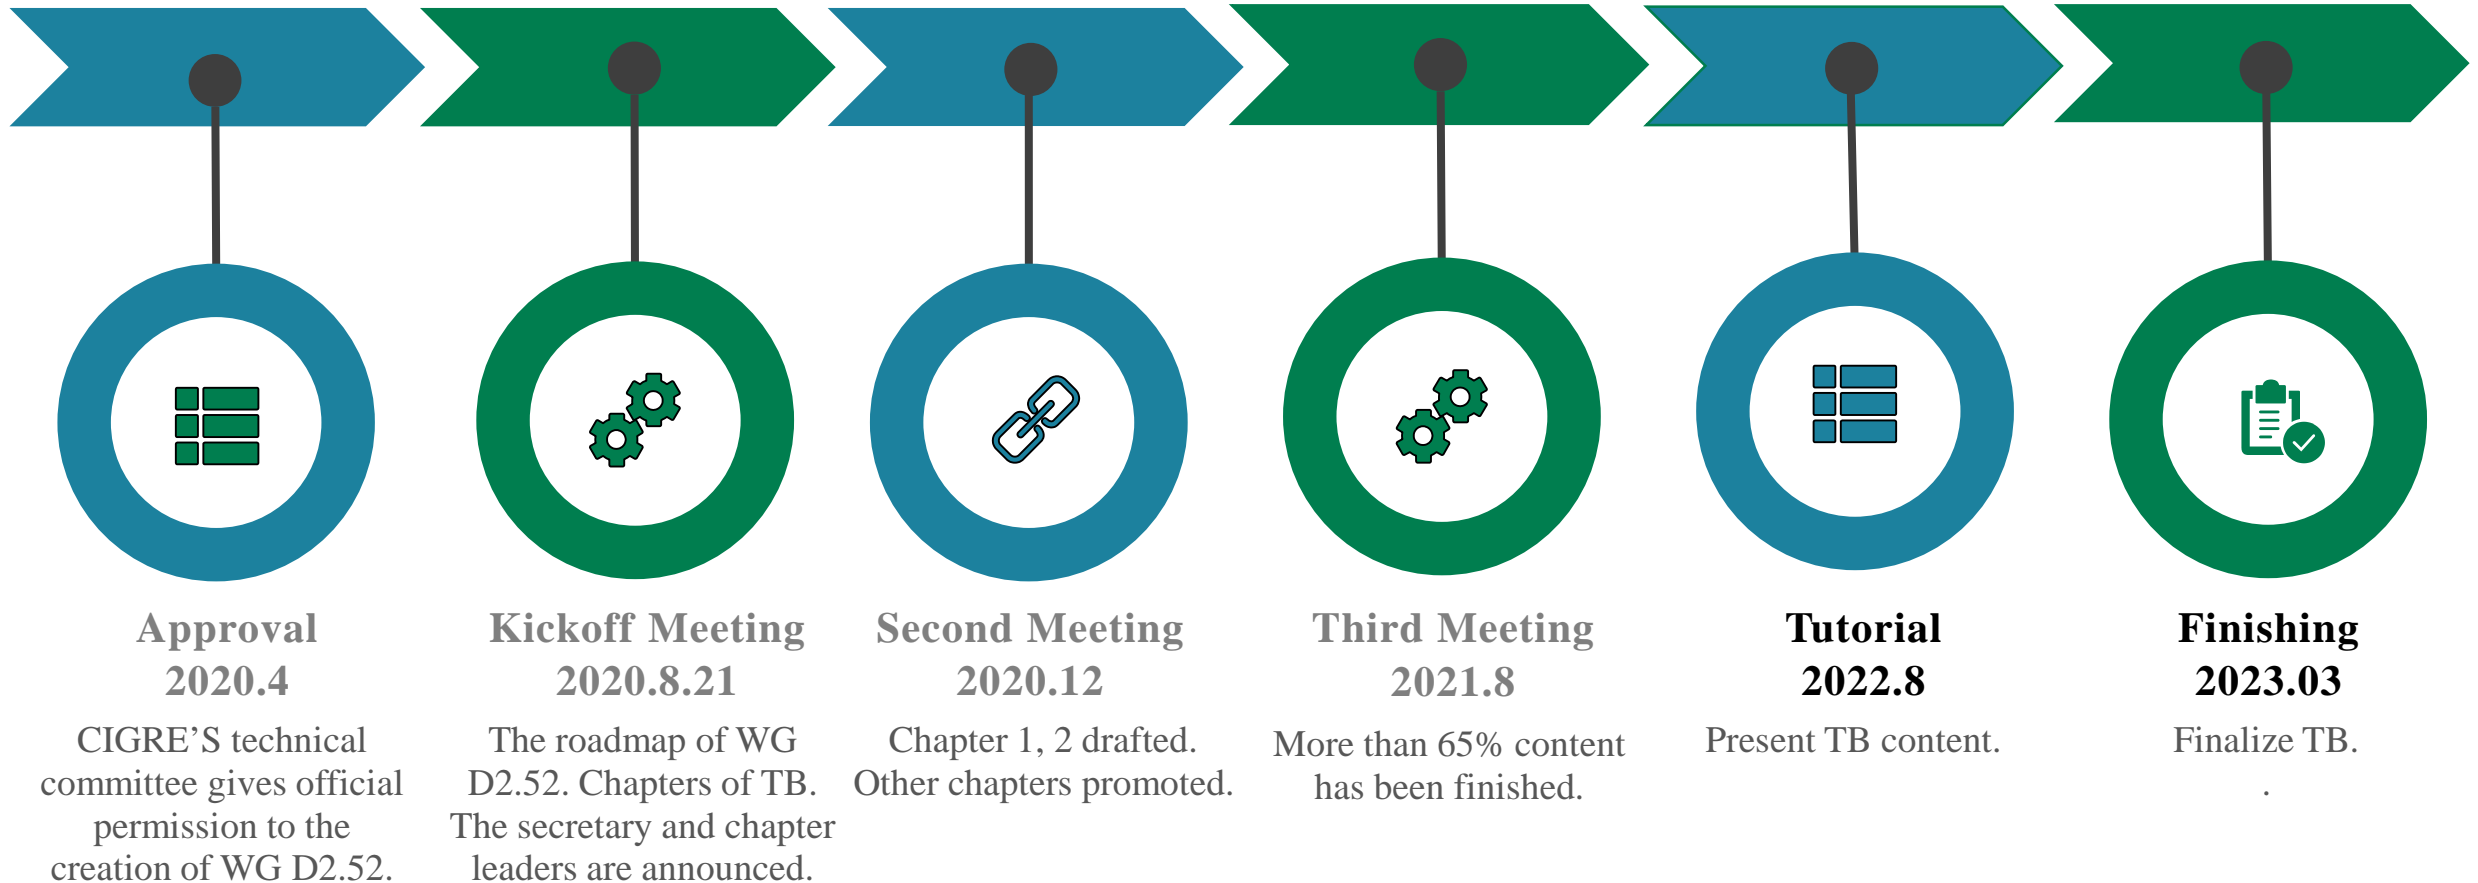 Approval
2020.4
CIGRE’S technical
committee gives official
permission to the
creation of WG D2.52.
Kickoff Meeting
2020.8.21
The roadmap of WG
D2.52. Chapters of TB.
The secretary and chapter
leaders are announced.
Second Meeting
2020.12
Chapter 1, 2 drafted.
Other chapters promoted.
Third Meeting
2021.8
More than 65% content
has been finished.
Tutorial
2022.8
Present TB content.
Finishing
2023.03
Finalize TB.
.